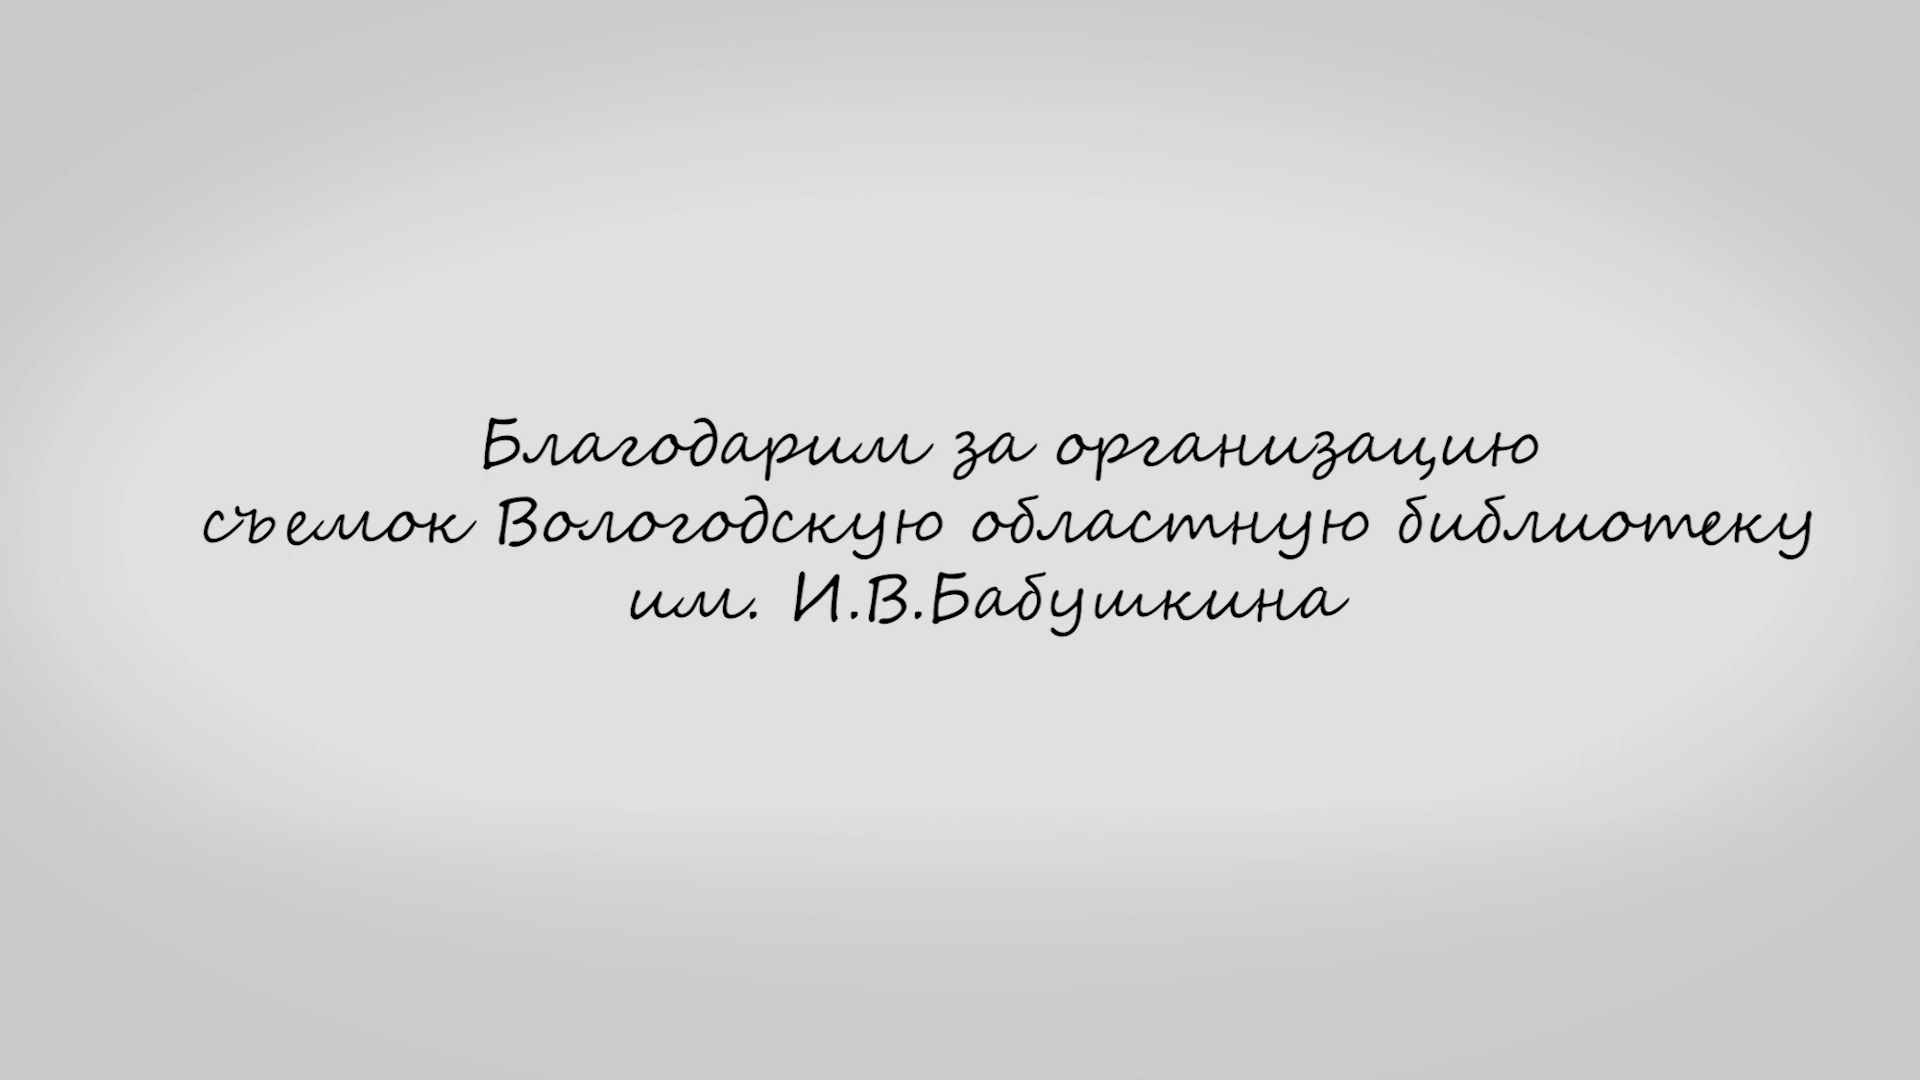 Благодарим за организацию
съемок Вологодскую областную библиотеку
им. И.В.Бабушкина